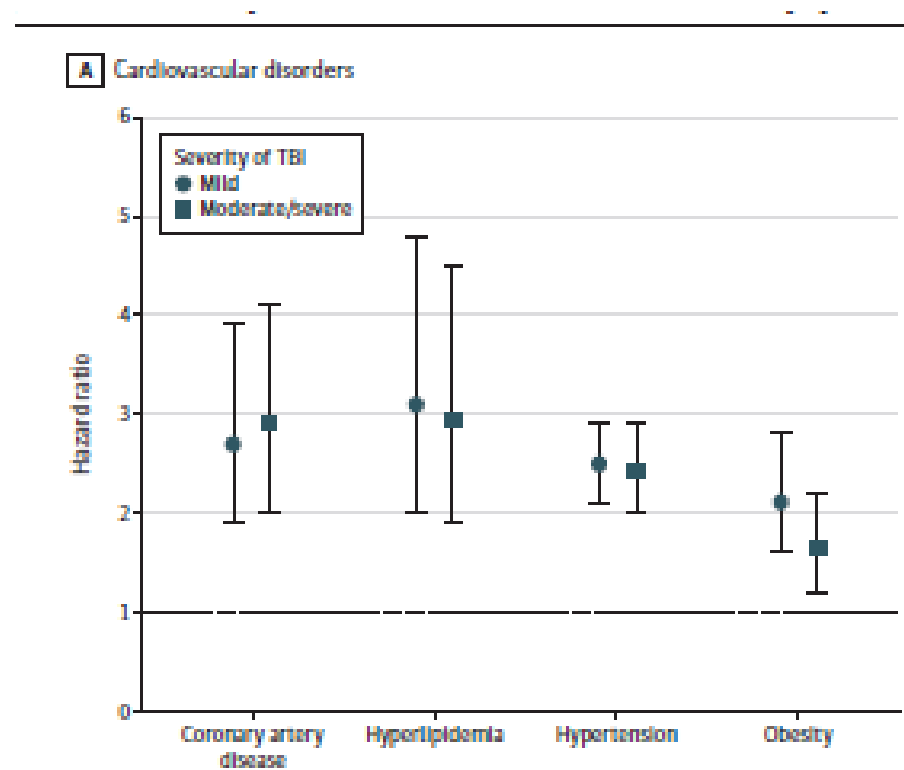 A Cardiovascular disorders
6
Severity of TBI
Mild
Moderate/severe
5
4
3
2
1
0
Hazard ratio
Coronary artery disease
Hyperlipidemia
Hypertension
Obesity